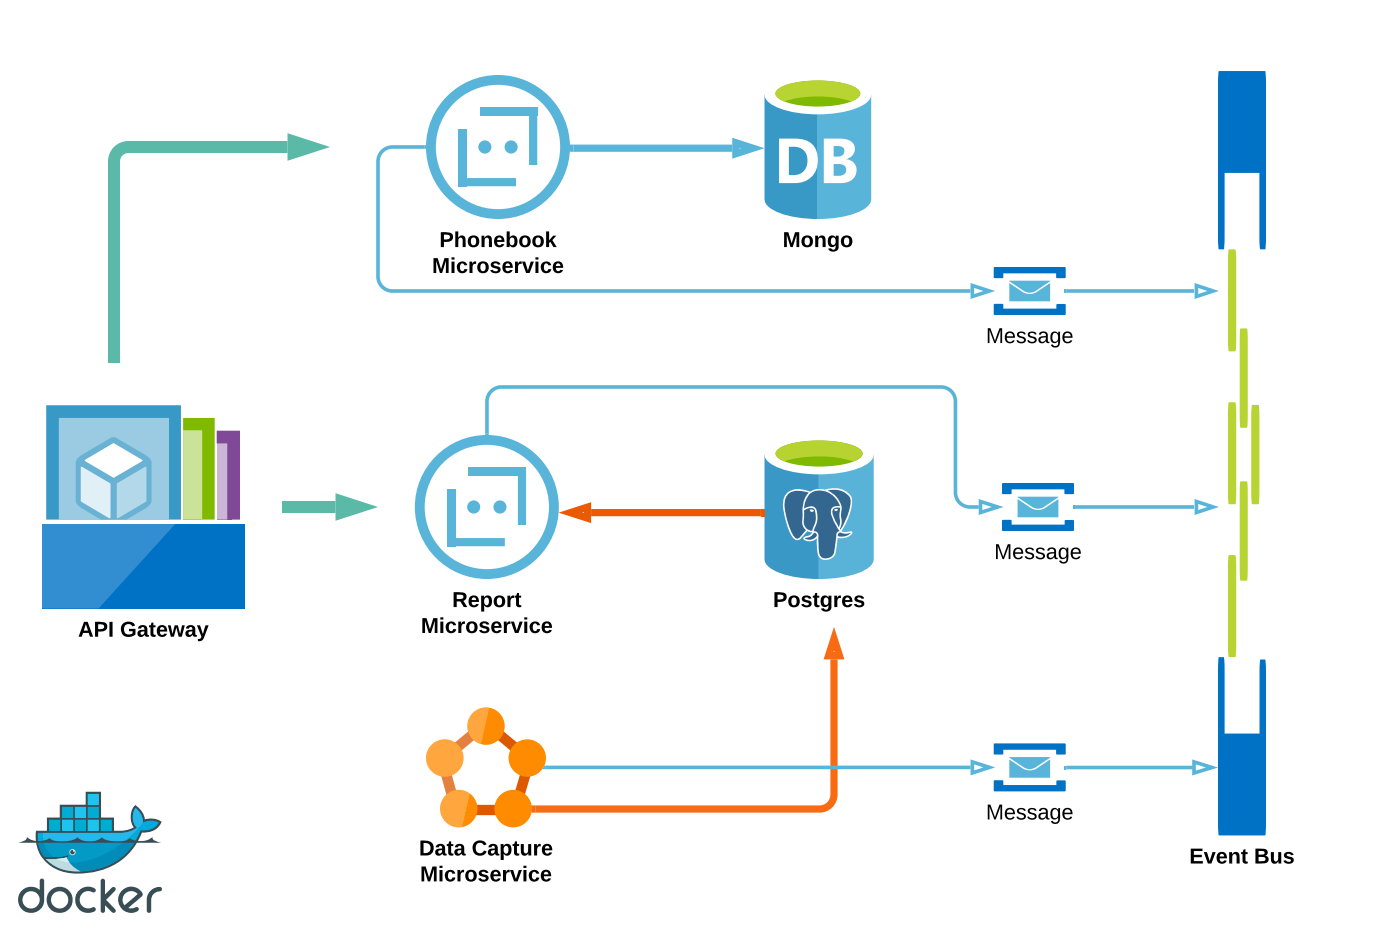 DB
Phonebook
Microservice
Mongo
Message
Message
API Gateway
Report
Microservice
Postgres
Message
Data Capture
Microservice
Event Bus
docker